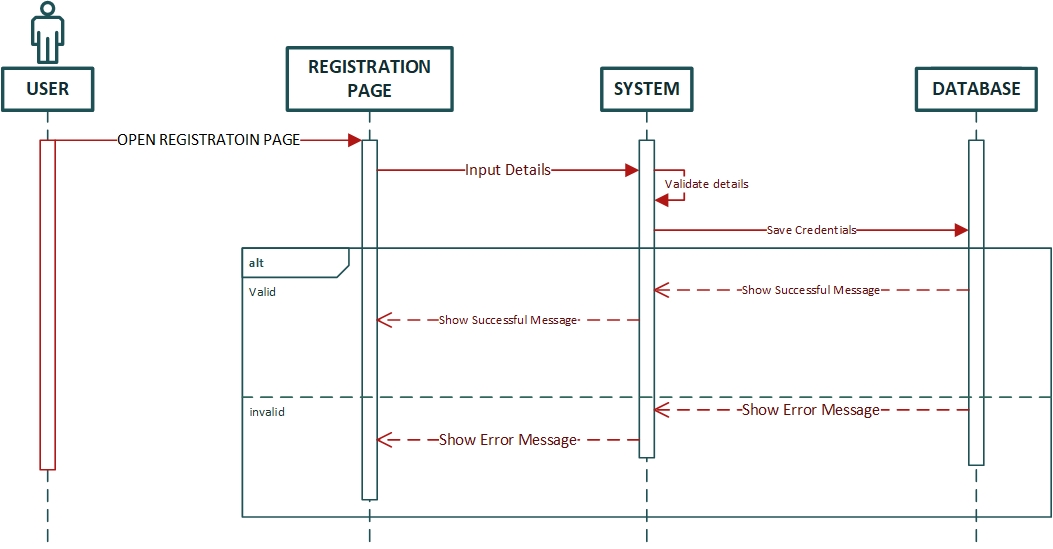 USER
REGISTRATION
PAGE
SYSTEM
DATABASE
OPEN REGISTRATOIN PAGE
Input Details
Validate details
Save Credentials
alt
Valid
Show Successful Message
Show Successful Message
invalid
Show Error Message
Show Error Message